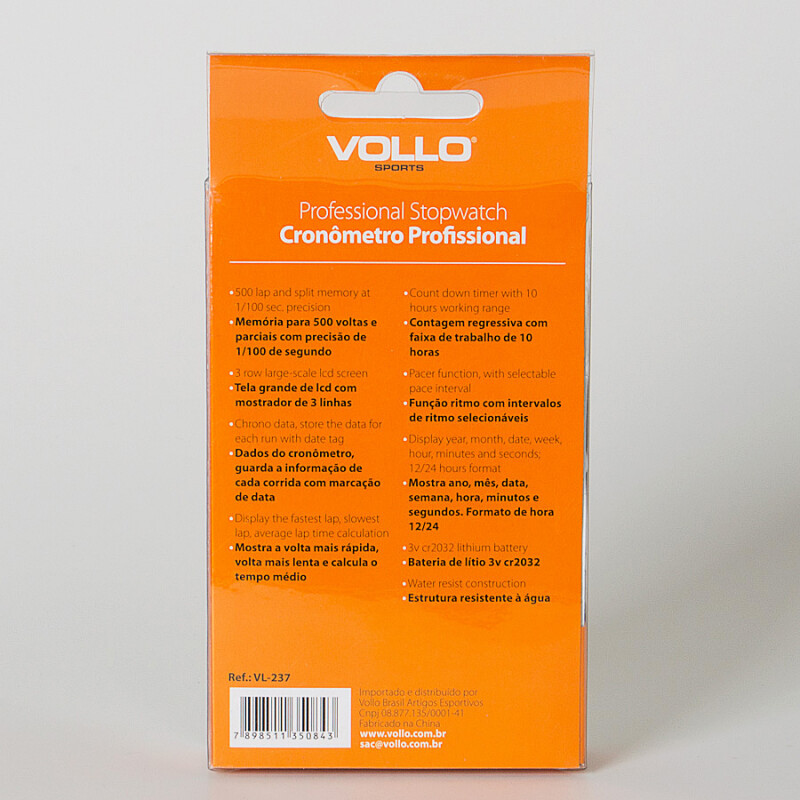 VOLLO®
SPORTS
Professional Stopwatch
Cronômetro Profissional
•500 lap and split memory at
1/100 sec, precision
•Memória para 500 voltas e
parciais com precisão de
1/100 de segundo
•3 row large-scale lcd screen
•Tela grande de lcd com
mostrador de 3 linhas
•Chrono data, store the data for
each run with date tag
•Dados do cronômetro,
guarda a informação de
cada corrida com marcação
de data
•Display the fastest lap, slowest
lap, average lap time calculation
•Mostra a volta mais rápida,
volta mais lenta e calcula o
tempo médio
•Count down timer with 10
hours working range
•Contagem regressiva com
faixa de trabalho de 10
horas
•Pacer function, with selectable
pace interval
•Função ritmo com intervalos
de ritmo selecionáveis
•Display year, month, date, week,
hour, minutes and seconds;
12/24 hours format
•Mostra ano, mês, data,
semana, hora, minutos e
segundos. Formato de hora
12/24
•3v cr2032 lithium battery
•Bateria de lítio 3v cr2032
•Water resist construction
•Estrutura resistente à água
Ref.: VL-237
7 898511 350843
Importado e distribuído por
Vollo Brasil Artigos Esportivos
Cnpj 08.877.135/0001-41
Fabricado na China
www.vollo.com.br
sac@vollo.com.br